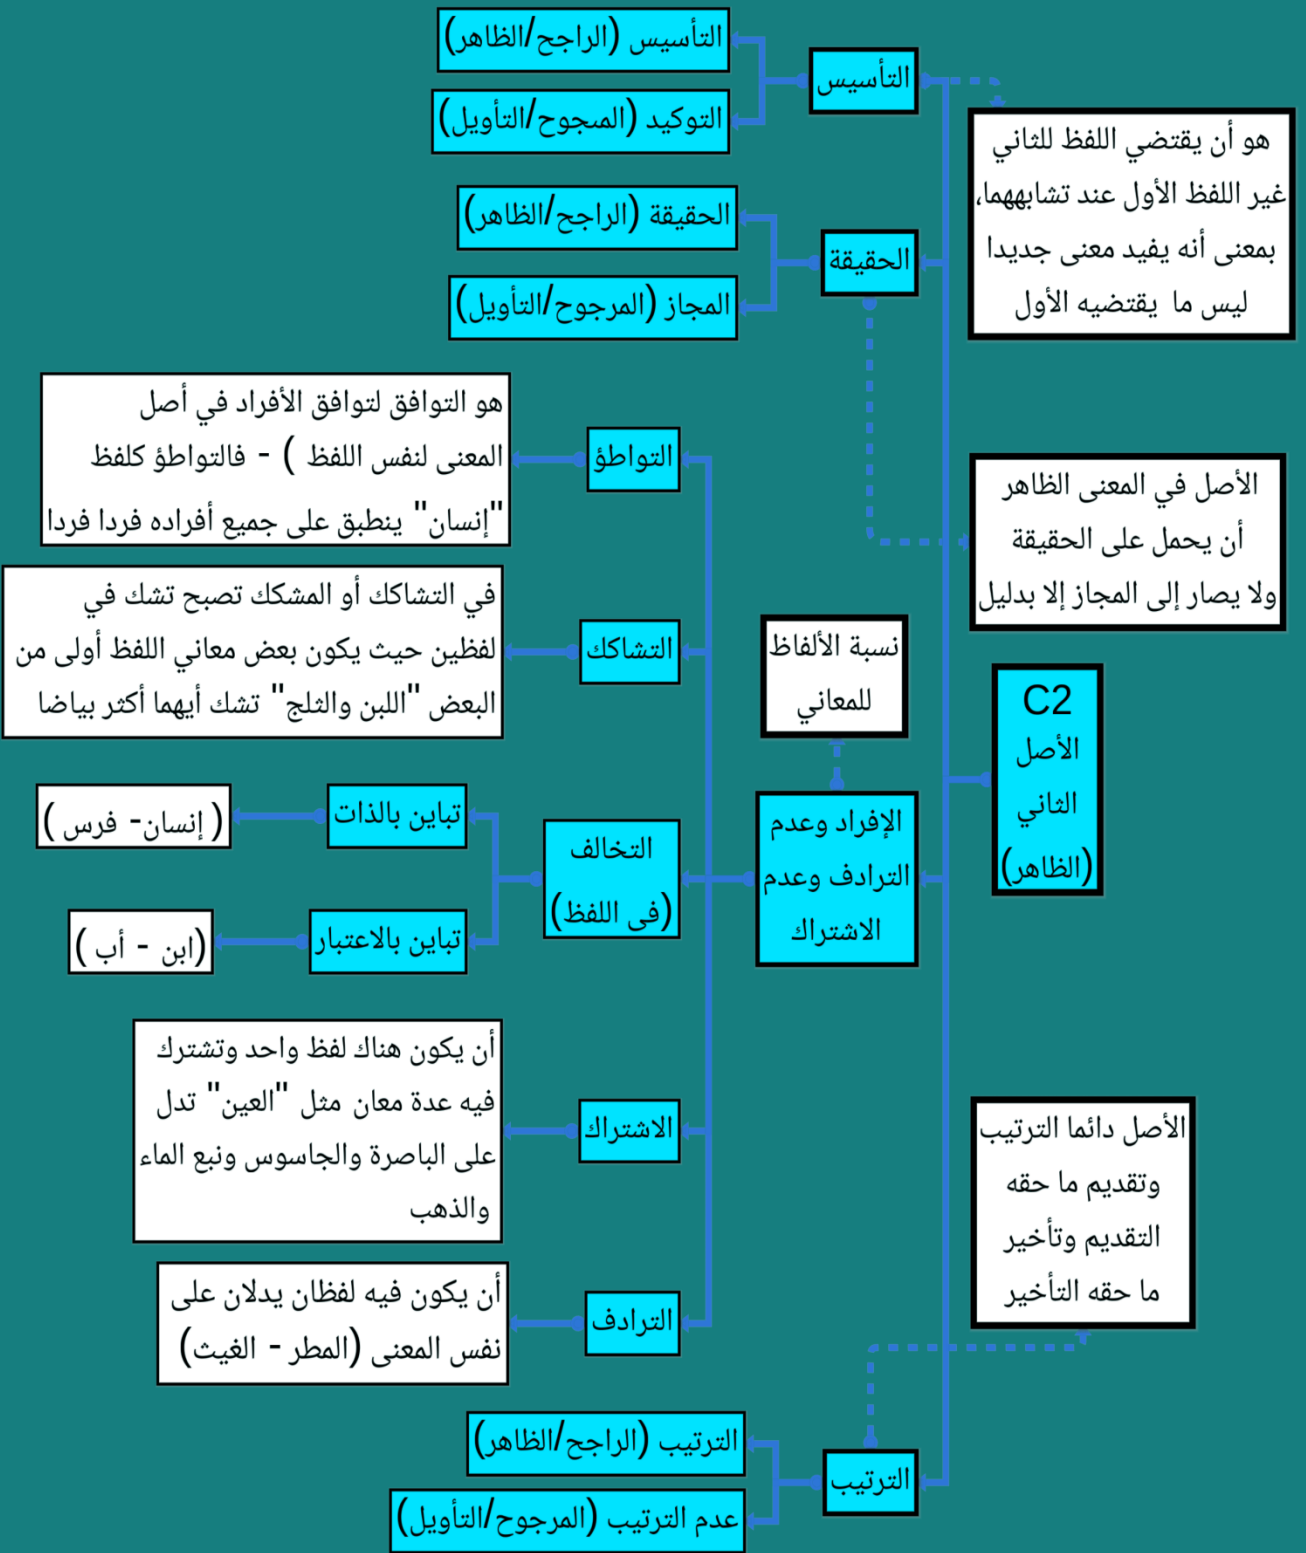 C2
الأصل
الثاني
(الظاهر)
التأسيس
هو أن يقتضي اللفظ للثاني
غير اللفظ الأول عند تشابههما،
بمعنى أنه يفيد معنى جديدا
ليس ما يقتضيه الأول
التأسيس (الراجح/الظاهر)
التوكيد (المىجوح/التأويل)
الحقيقة
الأصل في المعنى الظاهر
أن يحمل على الحقيقة
ولا يصار إلى المجاز إلا بدليل
الحقيقة (الراجح/الظاهر)
المجاز (المرجوح/التأويل)
الإفراد وعدم
الترادف وعدم
الاشتراك
نسبة الألفاظ
للمعاني
التواطؤ
هو التوافق لتوافق الأفراد في أصل
المعنى لنفس اللفظ ) - فالتواطؤ كلفظ
"إنسان" ينطبق على جميع أفراده فردا فردا
التشاكك
في التشاكك أو المشكك تصبح تشك في
لفظين حيث يكون بعض معاني اللفظ أولى من
البعض "اللبن والثلج" تشك أيهما أكثر بياضا
التخالف
(فى اللفظ)
تباين بالذات
( إنسان- فرس )
تباين بالاعتبار
(ابن - أب )
الاشتراك
أن يكون هناك لفظ واحد وتشترك
فيه عدة معان مثل "العين" تدل
على الباصرة والجاسوس ونبع الماء
والذهب
الترادف
أن يكون فيه لفظان يدلان على
نفس المعنى (المطر - الغيث)
الترتيب
الأصل دائما الترتيب
وتقديم ما حقه
التقديم وتأخير
ما حقه التأخير
الترتيب (الراجح/الظاهر)
عدم الترتيب (المرجوح/التأويل)